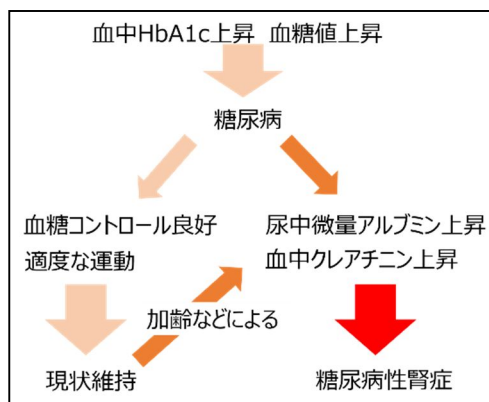 血中HbA1c上昇 血糖値上昇
糖尿病
血糖コントロール良好
適度な運動
尿中微量アルブミン上昇
血中クレアチニン上昇
加齢などによる
現状維持
糖尿病性腎症